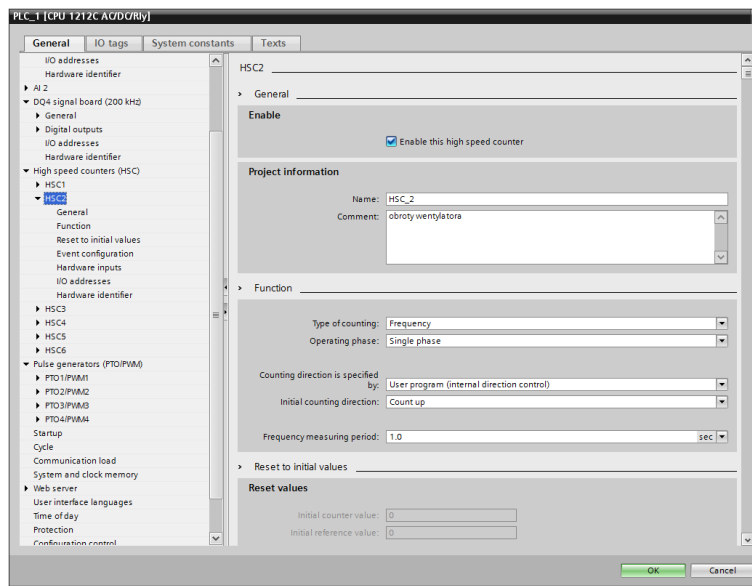 PLC_1 [CPU 1212C AC/DC/Rly]
General IO tags System constants Texts
I/O addresses
Hardware identifier
AI 2
DQ4 signal board (200 kHz)
General
Digital outputs
I/O addresses
Hardware identifier
High speed counters (HSC)
HSC1
HSC2
General
Function
Reset to initial values
Event configuration
Hardware inputs
I/O addresses
Hardware identifier
HSC3
HSC4
HSC5
HSC6
Pulse generators (PTO/PWM)
PTO1/PWM1
PTO2/PWM2
PTO3/PWM3
PTO4/PWM4
Startup
Cycle
Communication load
System and clock memory
Web server
User interface languages
Time of day
Protection
Configuration control
HSC2
General
Enable
Enable this high speed counter
Project information
Name: HSC_2
Comment: obroty wentylatora
Function
Type of counting: Frequency
Operating phase: Single phase
Counting direction is specified
by: User program (internal direction control)
Initial counting direction: Count up
Frequency measuring period: 1.0 sec
Reset to initial values
Reset values
Initial counter value: 0
Initial reference value: 0
OK Cancel